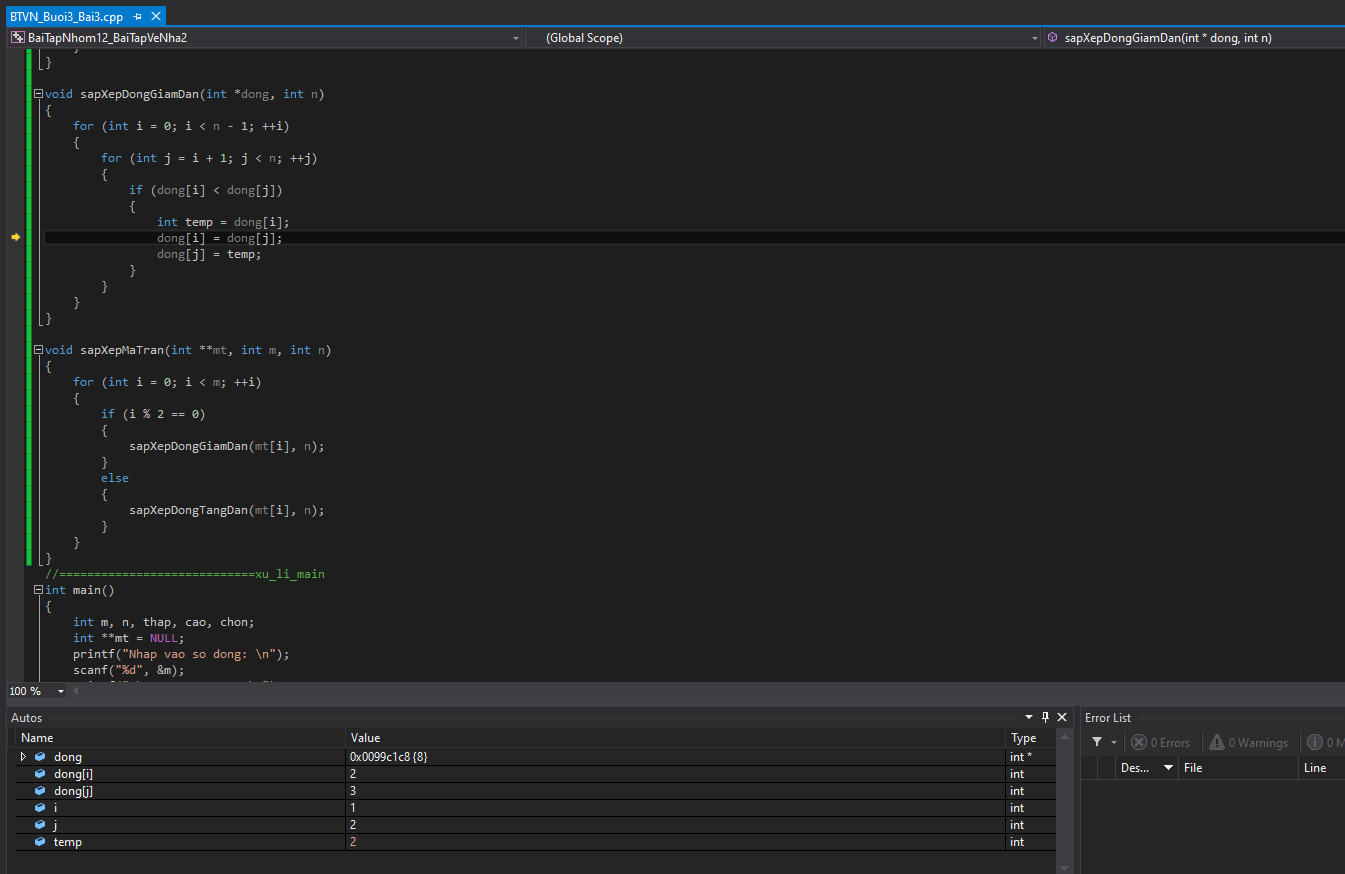 BTVN_Buoi3_Bai3.cpp
BaiTapNhom12_BaiTapVeNha2 (Global Scope) sapXepDongGiamDan(int * dong, int n)
}
void sapXepDongGiamDan(int *dong, int n)
{
for (int i = 0; i < n - 1; ++i)
{
for (int j = i + 1; j < n; ++j)
{
if (dong[i] < dong[j])
{
int temp = dong[i];
dong[i] = dong[j];
dong[j] = temp;
}
}
}
}
void sapXepMaTran(int **mt, int m, int n)
{
for (int i = 0; i < m; ++i)
{
if (i % 2 == 0)
{
sapXepDongGiamDan(mt[i], n);
}
else
{
sapXepDongTangDan(mt[i], n);
}
}
}
//============================xu_li_main
int main()
{
int m, n, thap, cao, chon;
int **mt = NULL;
printf("Nhap vao so dong: \n");
scanf("%d", &m);
100 %
Autos
Name Value Type
dong 0x0099c1c8 {8} int *
dong[i] 2 int
dong[j] 3 int
i 1 int
j 2 int
temp 2 int
Error List
0 Errors 0 Warnings 0 M
Des... File Line